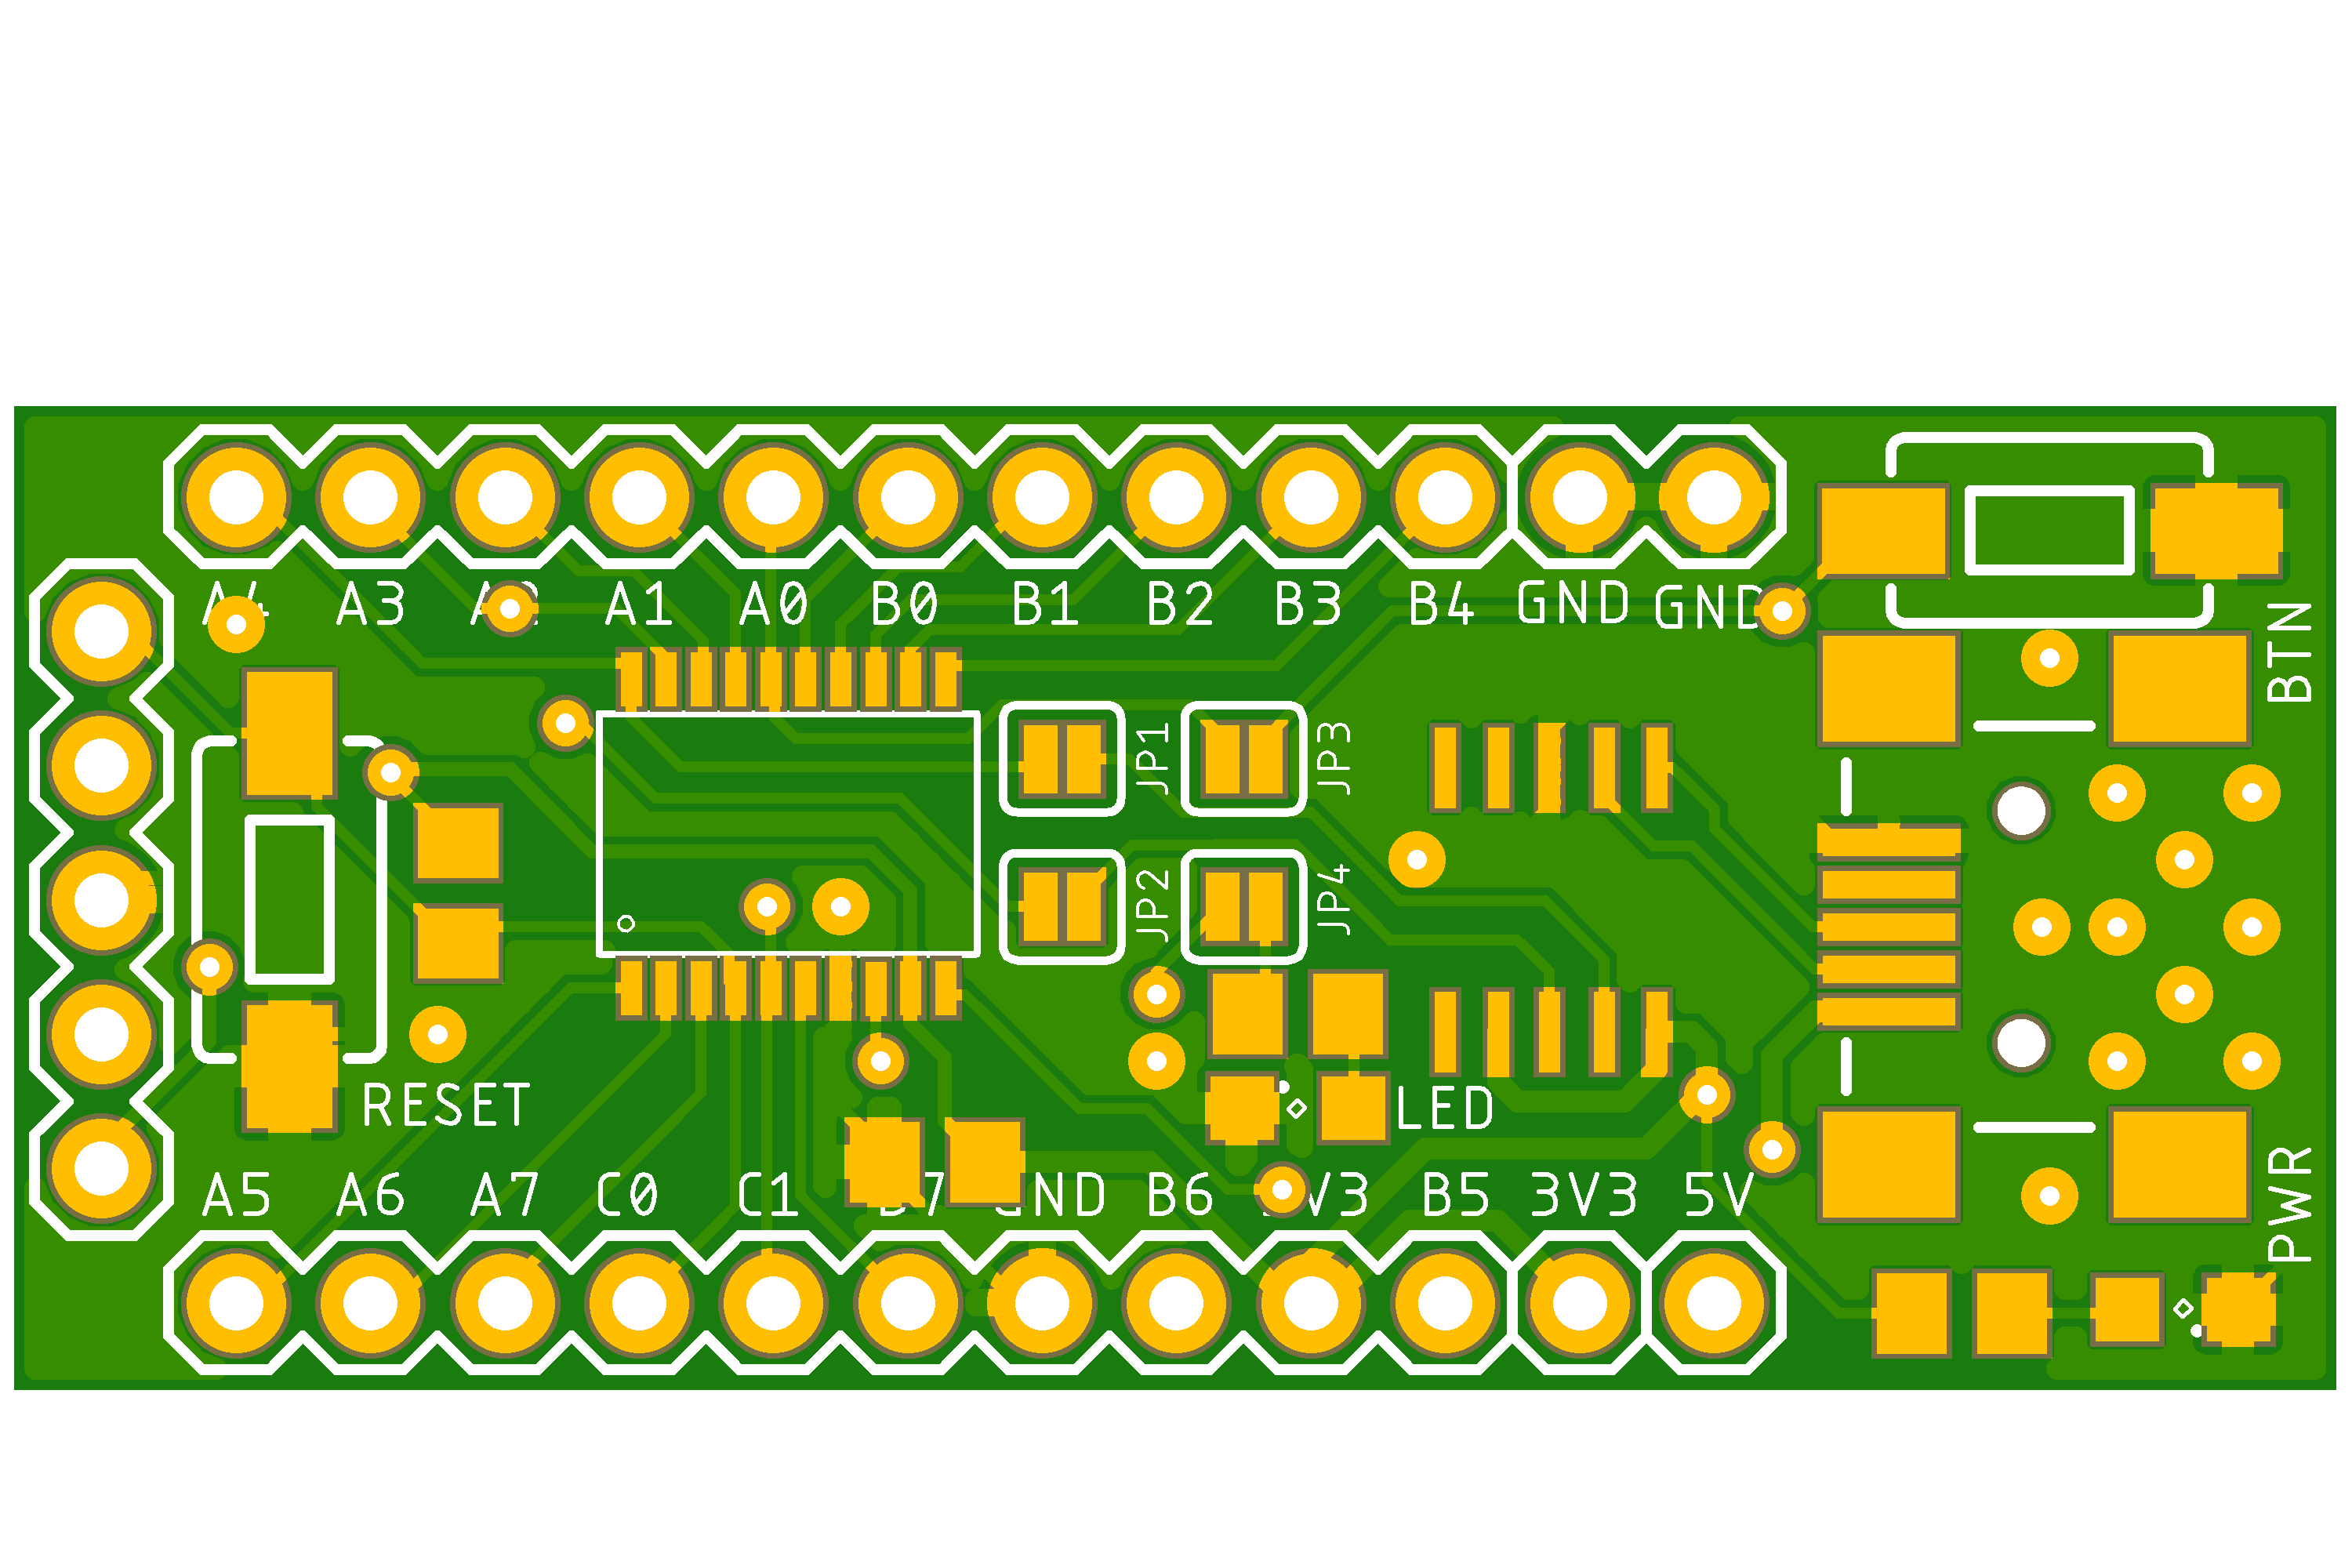 A4 A3 A2 A1 A0 B0 B1 B2 B3 B4 GND GND
BTN
JP1 JP3
JP2 JP4
RESET
LED
A5 A6 A7 C0 C1 B7 GND B6 3V3 B5 3V3 5V
PWR